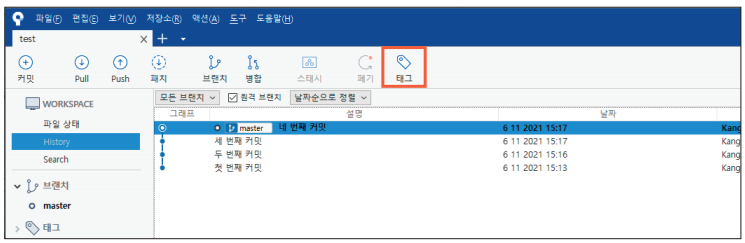 파일(F) 편집(E) 보기(V) 저장소(R) 액션(A) 도구 도움말(H)
test
커밋 Pull Push 패치 브랜치 병합 스태시 폐기 태그
WORKSPACE
파일 상태
History
Search
브랜치
master
태그
모든 브랜치 원격 브랜치 날짜순으로 정렬
그래프 설명 날짜
master 네 번째 커밋 6 11 2021 15:17 Kang
세 번째 커밋 6 11 2021 15:17 Kang
두 번째 커밋 6 11 2021 15:16 Kang
첫 번째 커밋 6 11 2021 15:13 Kang